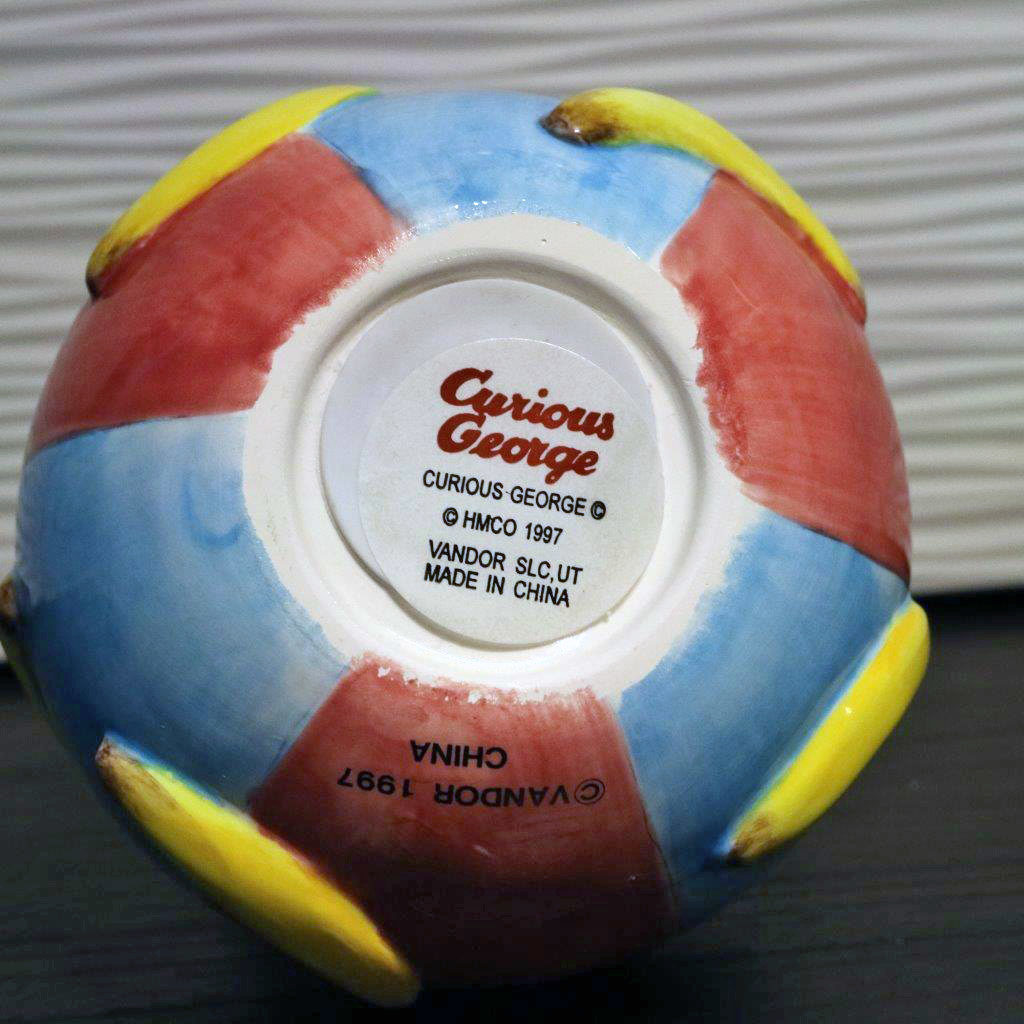 Curious
George
CURIOUS GEORGE ©
© HMCO 1997
VANDOR SLC, UT
MADE IN CHINA
© VANDOR 1997
CHINA